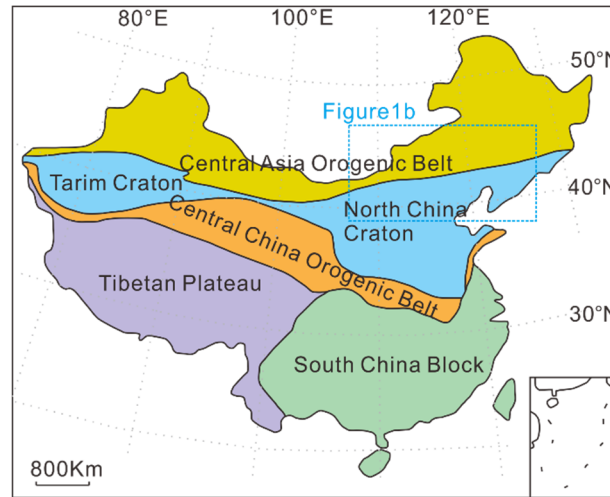 80°E
100°E
120°E
50°N
Figure1b
Central Asia Orogenic Belt
Tarim Craton
40°N
North China
Craton
Central China Orogenic Belt
Tibetan Plateau
30°N
South China Block
800Km